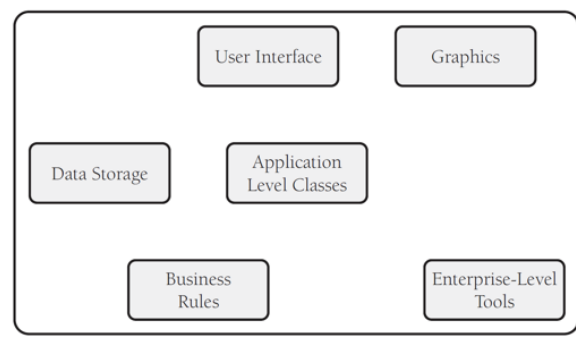 User Interface
Graphics
Data Storage
Application
Level Classes
Business
Rules
Enterprise-Level
Tools